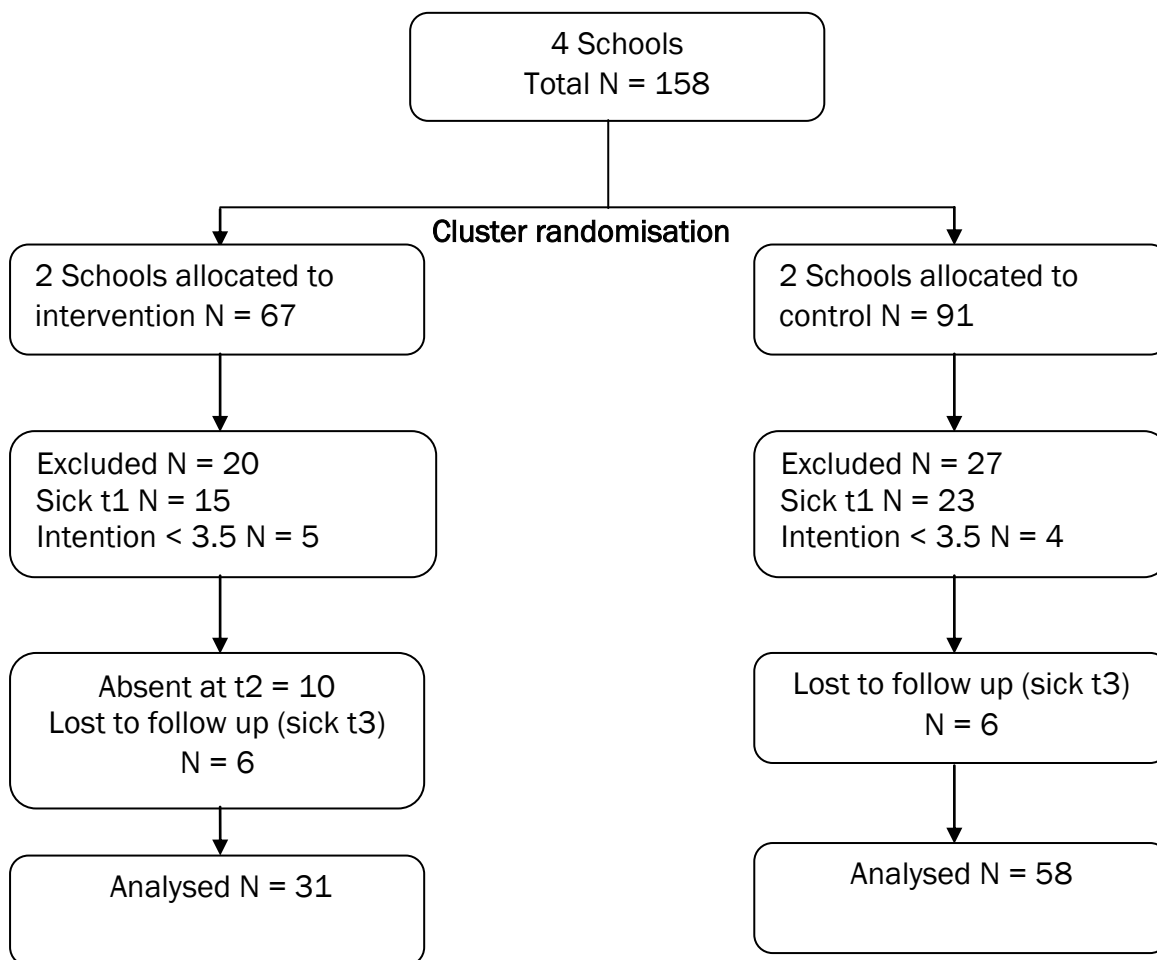 4 Schools
Total N = 158
Cluster randomisation
2 Schools allocated to
intervention N = 67
2 Schools allocated to
control N = 91
Excluded N = 20
Sick t1 N = 15
Intention < 3.5 N = 5
Excluded N = 27
Sick t1 N = 23
Intention < 3.5 N = 4
Absent at t2 = 10
Lost to follow up (sick t3)
N = 6
Lost to follow up (sick t3)
N = 6
Analysed N = 31
Analysed N = 58